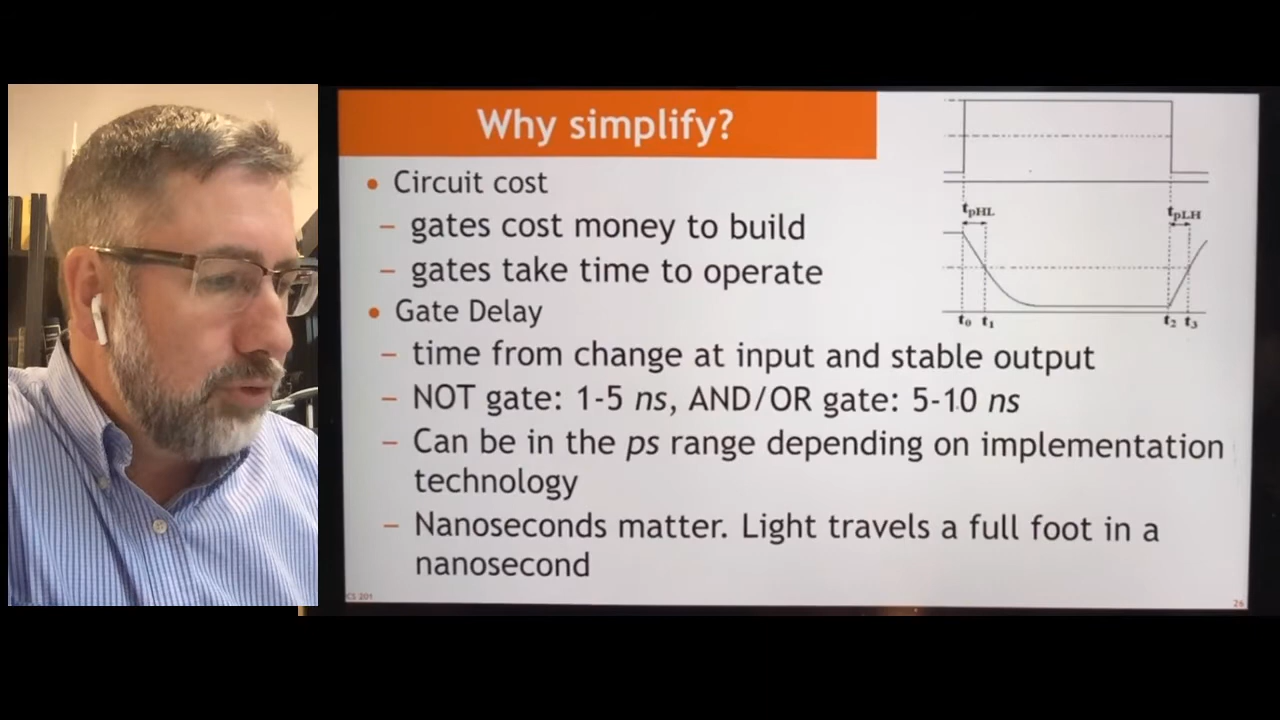 Why simplify?
• Circuit cost
– gates cost money to build
– gates take time to operate
• Gate Delay
– time from change at input and stable output
– NOT gate: 1-5 ns, AND/OR gate: 5-10 ns
– Can be in the ps range depending on implementation
technology
– Nanoseconds matter. Light travels a full foot in a
nanosecond
tpHL tpLH
t0 t1 t2 t3
CS 201 26